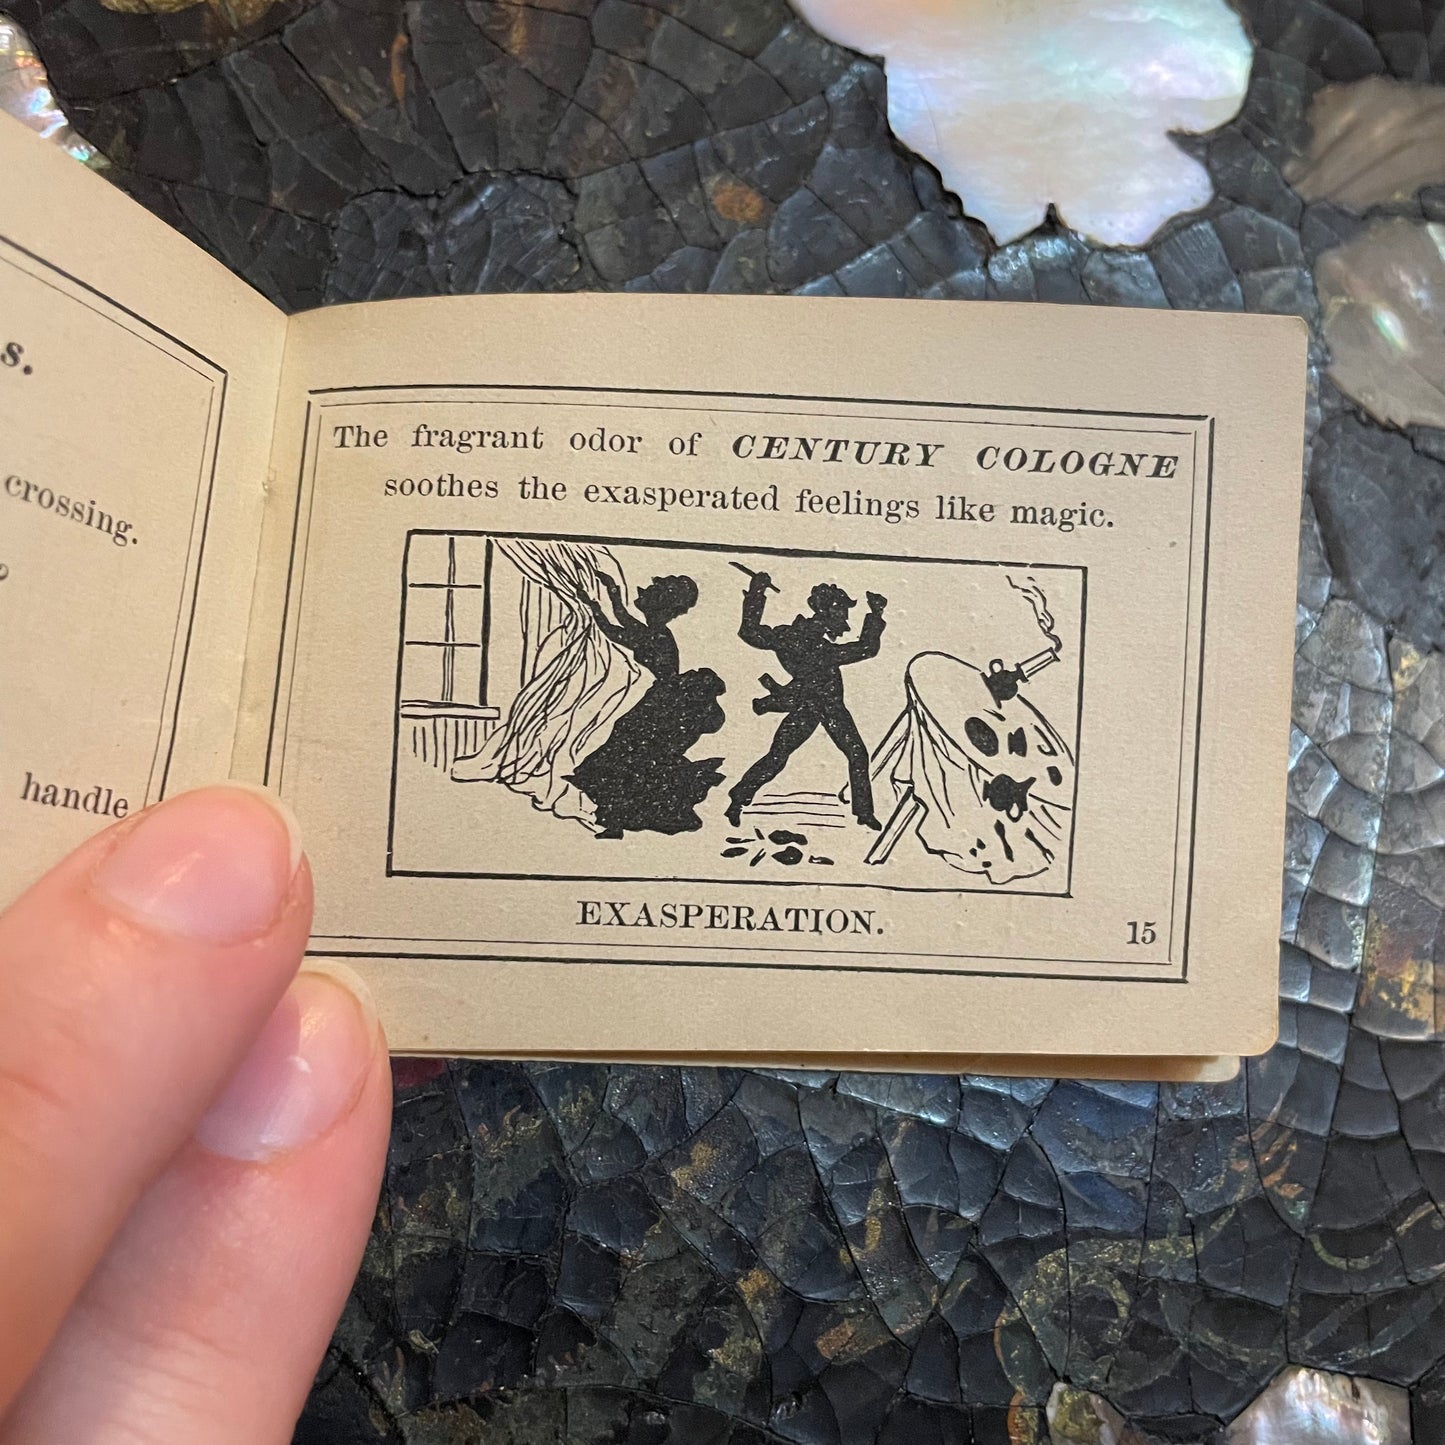 s.
crossing.
handle
The fragrant odor of CENTURY COLOGNE
soothes the exasperated feelings like magic.
EXASPERATION.
15